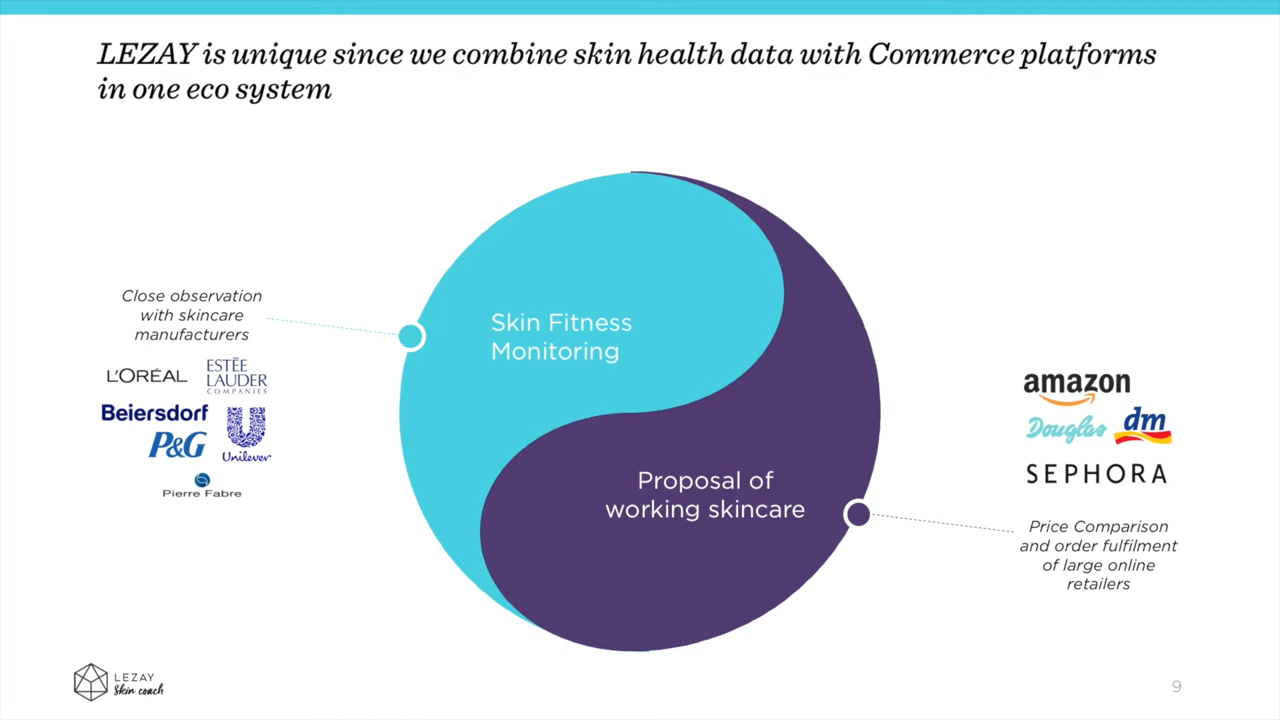 LEZAY is unique since we combine skin health data with Commerce platforms
in one eco system
Close observation
with skincare
manufacturers
L'ORÉAL
ESTĒE
LAUDER
COMPANIES
Beiersdorf
P&G
Unilever
Pierre Fabre
Skin Fitness
Monitoring
Proposal of
working skincare
amazon
Douglas
dm
SEPHORA
Price Comparison
and order fulfilment
of large online
retailers
LEZAY
Skin coach
9